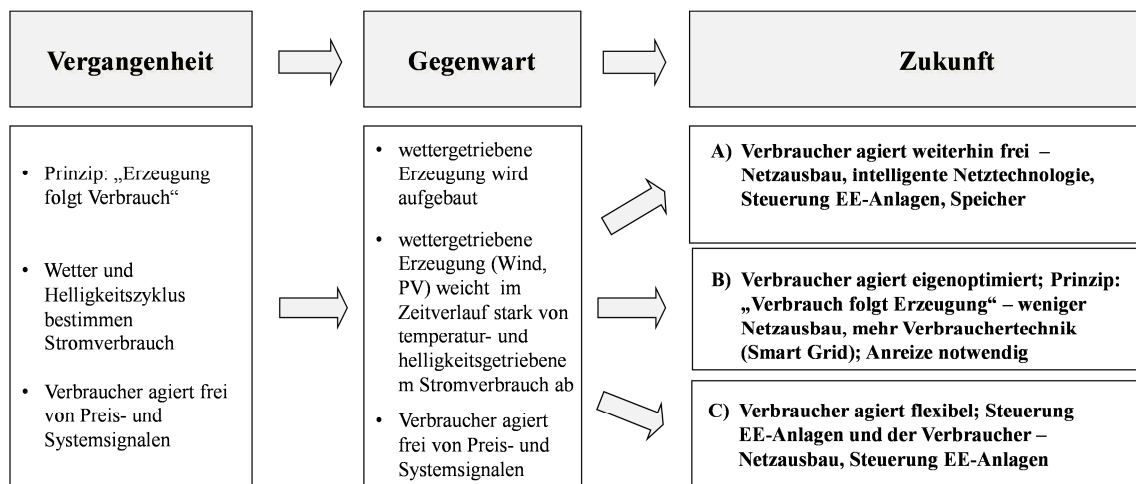 Vergangenheit
Gegenwart
Zukunft
• Prinzip: „Erzeugung
folgt Verbrauch“
• Wetter und
Helligkeitszyklus
bestimmen
Stromverbrauch
• Verbraucher agiert frei
von Preis- und
Systemsignalen
• wettergetriebene
Erzeugung wird
aufgebaut
• wettergetriebene
Erzeugung (Wind,
PV) weicht im
Zeitverlauf stark von
temperatur- und
helligkeitsgetriebene
m Stromverbrauch ab
• Verbraucher agiert
frei von Preis- und
Systemsignalen
A) Verbraucher agiert weiterhin frei –
Netzausbau, intelligente Netztechnologie,
Steuerung EE-Anlagen, Speicher
B) Verbraucher agiert eigenoptimiert; Prinzip:
„Verbrauch folgt Erzeugung“ – weniger
Netzausbau, mehr Verbrauchertechnik
(Smart Grid); Anreize notwendig
C) Verbraucher agiert flexibel; Steuerung
EE-Anlagen und der Verbraucher –
Netzausbau, Steuerung EE-Anlagen